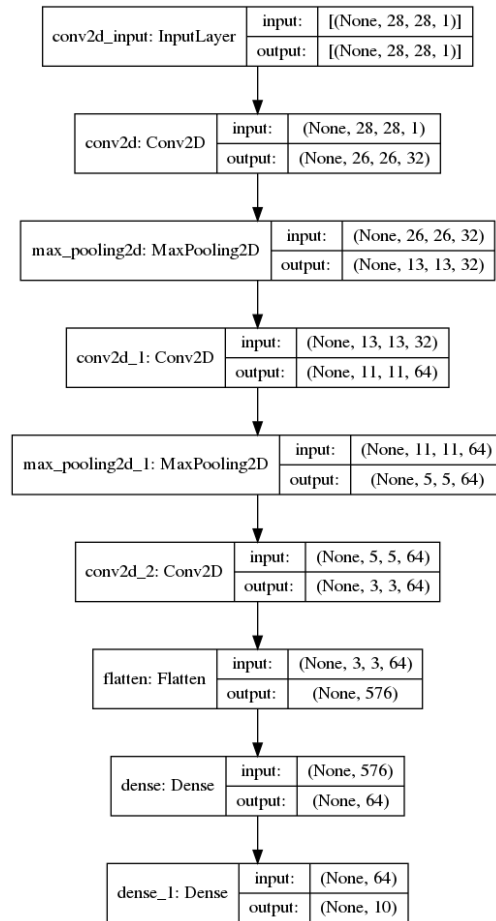 conv2d_input: InputLayer
input: [(None, 28, 28, 1)]
output: [(None, 28, 28, 1)]
conv2d: Conv2D
input: (None, 28, 28, 1)
output: (None, 26, 26, 32)
max_pooling2d: MaxPooling2D
input: (None, 26, 26, 32)
output: (None, 13, 13, 32)
conv2d_1: Conv2D
input: (None, 13, 13, 32)
output: (None, 11, 11, 64)
max_pooling2d_1: MaxPooling2D
input: (None, 11, 11, 64)
output: (None, 5, 5, 64)
conv2d_2: Conv2D
input: (None, 5, 5, 64)
output: (None, 3, 3, 64)
flatten: Flatten
input: (None, 3, 3, 64)
output: (None, 576)
dense: Dense
input: (None, 576)
output: (None, 64)
dense_1: Dense
input: (None, 64)
output: (None, 10)